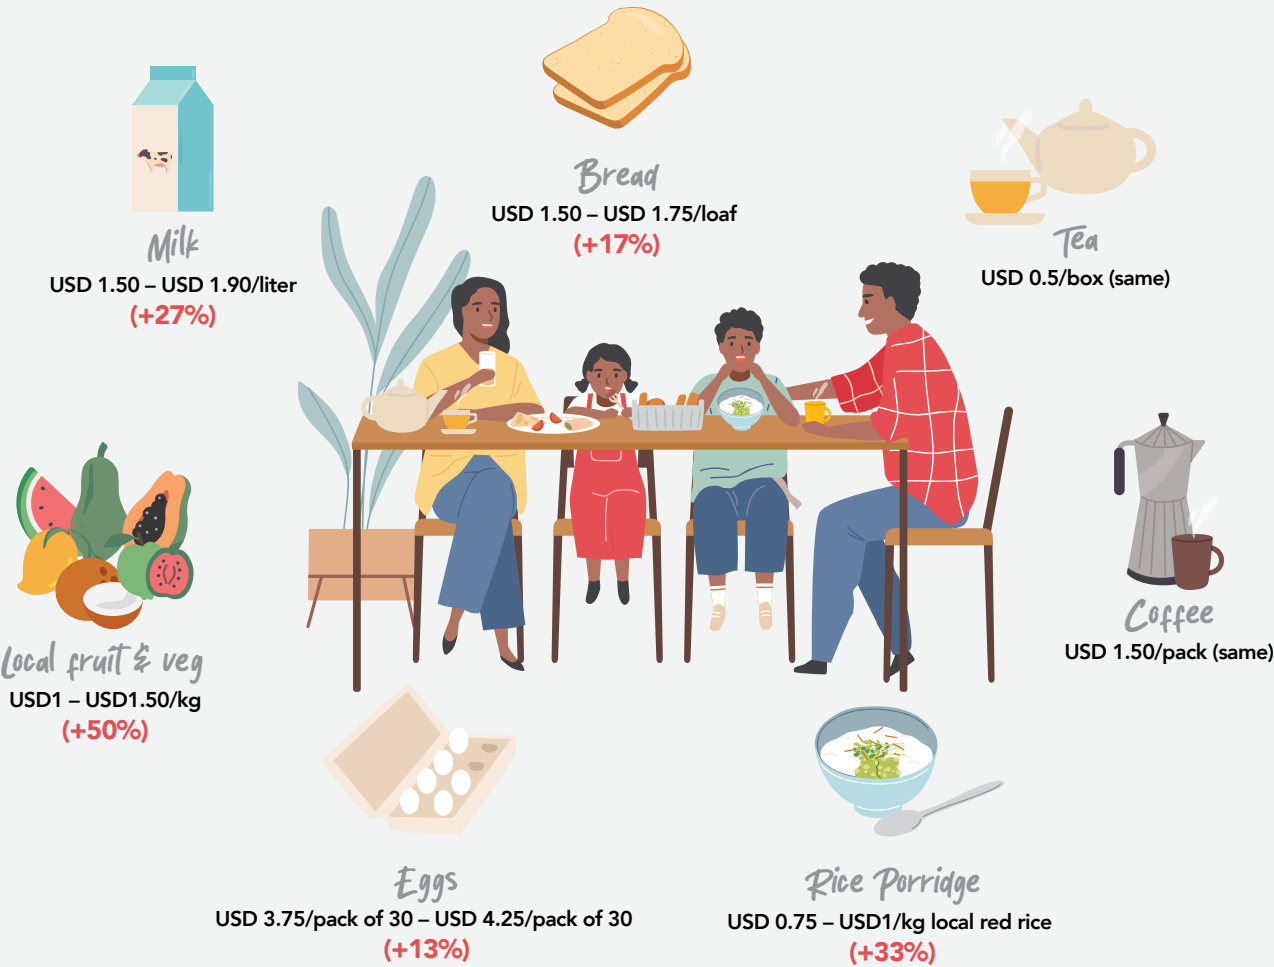 Bread
USD 1.50 – USD 1.75/loaf
(+17%)
Milk
USD 1.50 – USD 1.90/liter
(+27%)
Tea
USD 0.5/box (same)
Local fruit & veg
USD1 – USD1.50/kg
(+50%)
Coffee
USD 1.50/pack (same)
Eggs
USD 3.75/pack of 30 – USD 4.25/pack of 30
(+13%)
Rice Porridge
USD 0.75 – USD1/kg local red rice
(+33%)